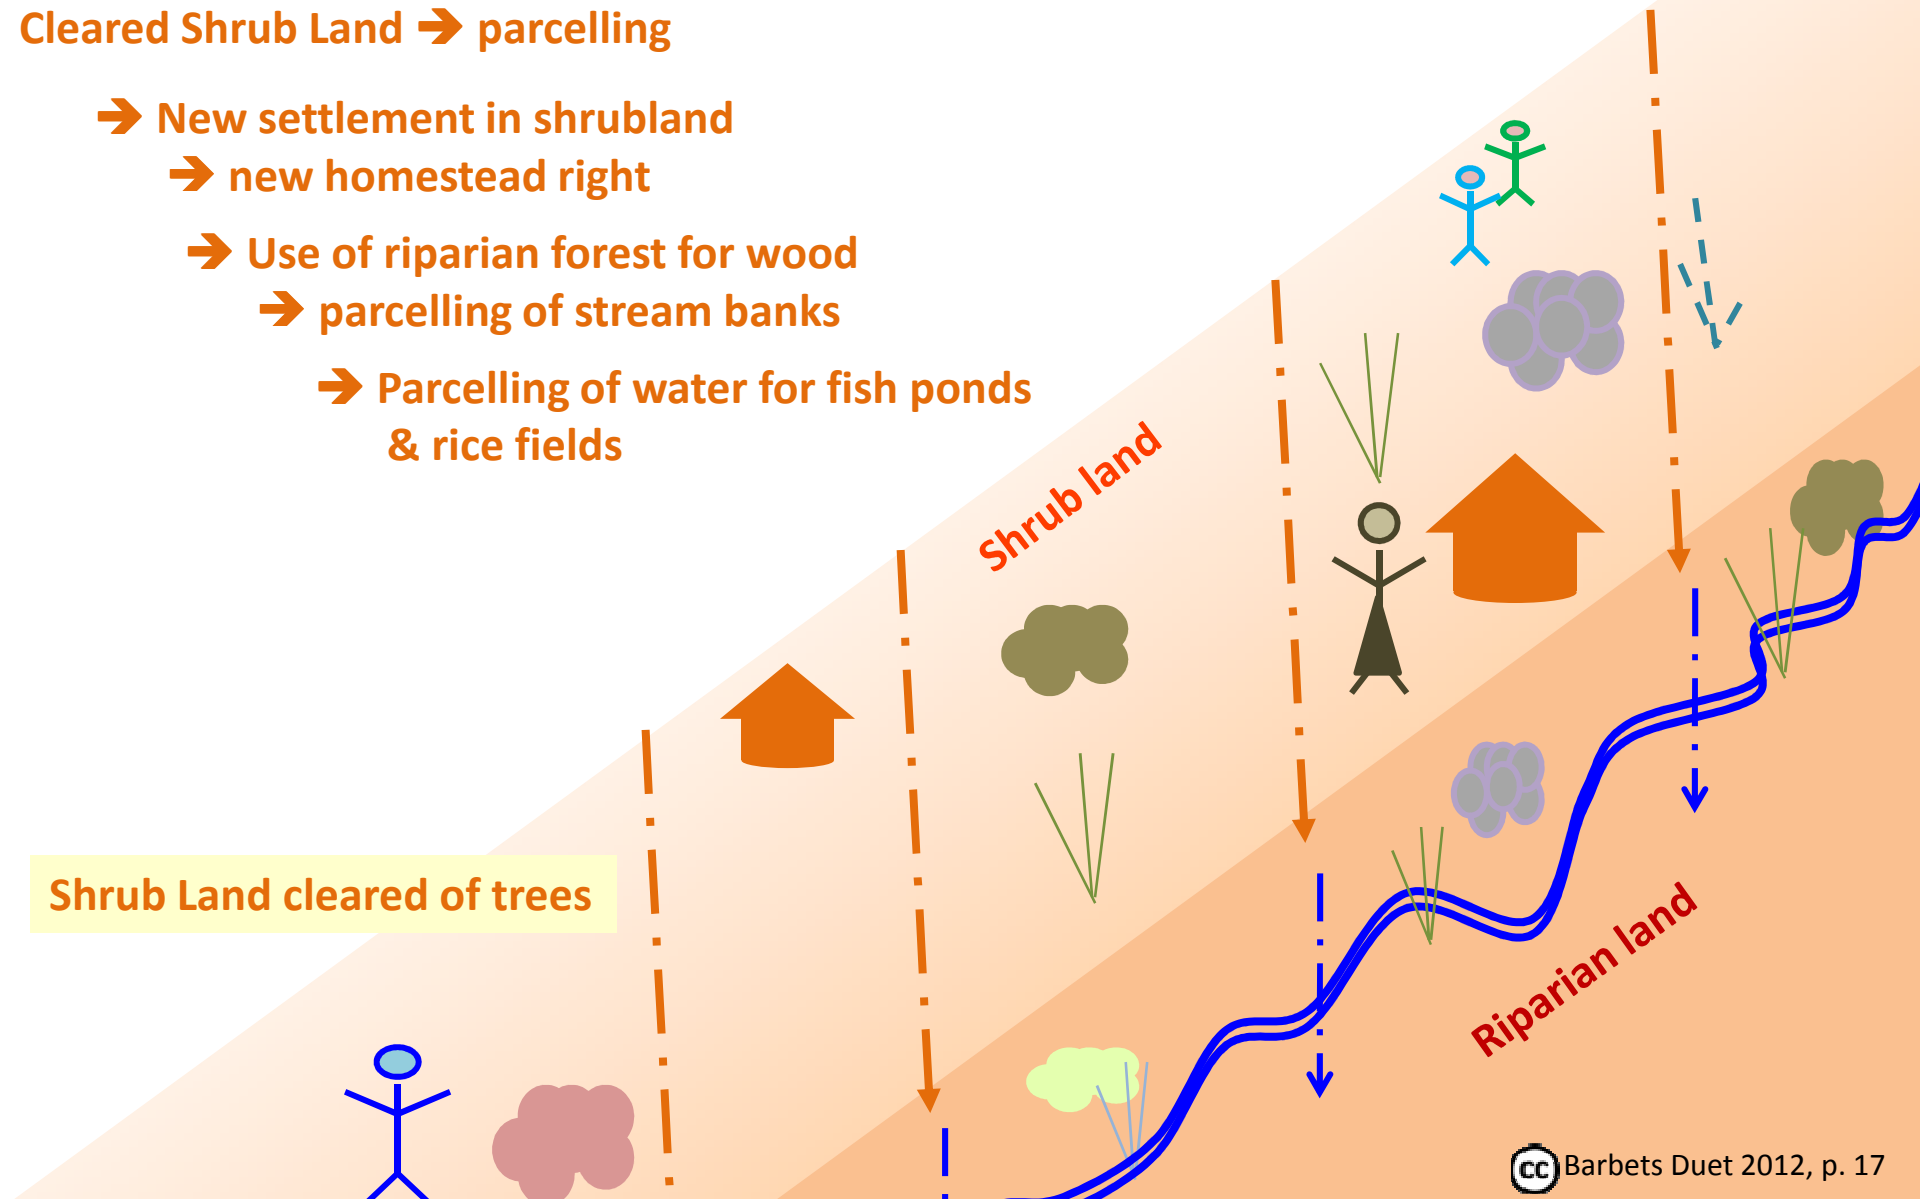 Cleared Shrub Land ➔ parcelling
➔ New settlement in shrubland
➔ new homestead right
➔ Use of riparian forest for wood
➔ parcelling of stream banks
➔ Parcelling of water for fish ponds
& rice fields
Shrub land
Shrub Land cleared of trees
Riparian land
cc Barbets Duet 2012, p. 17